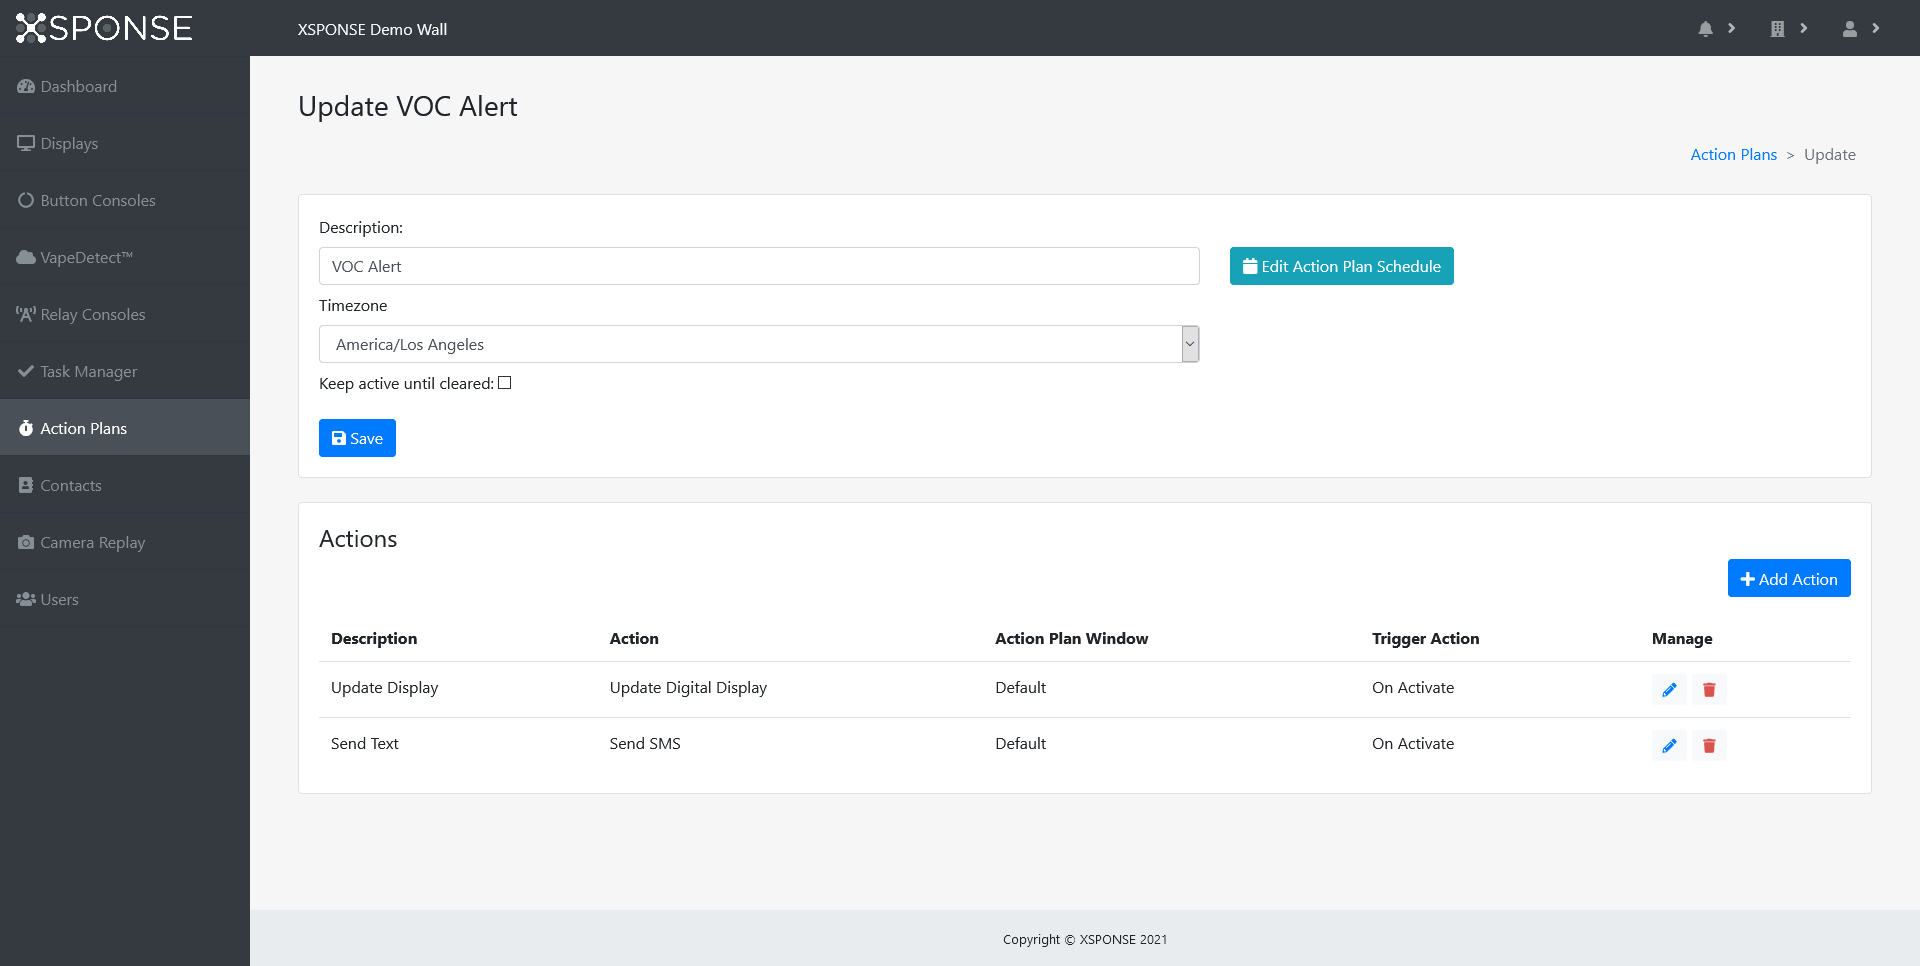 XSPONSE
XSPONSE Demo Wall
Dashboard
Displays
Button Consoles
VapeDetect™
Relay Consoles
Task Manager
Action Plans
Contacts
Camera Replay
Users
Update VOC Alert
Action Plans > Update
Description:
VOC Alert
Edit Action Plan Schedule
Timezone
America/Los Angeles
Keep active until cleared:
Save
Actions
Add Action
Description Action Action Plan Window Trigger Action Manage
Update Display Update Digital Display Default On Activate
Send Text Send SMS Default On Activate
Copyright © XSPONSE 2021